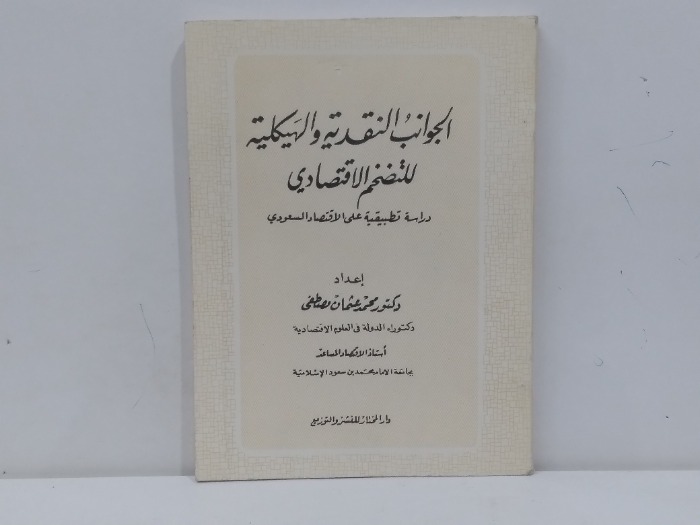 الجوانب النقدية والهيكلية
للتضخم الاقتصادي
دراسة تطبيقية على الاقتصاد السعودي
إعداد
دكتور محمد عثمان مصطفى
دكتوراه الدولة في العلوم الاقتصادية
أستاذ الاقتصاد المساعد
بجامعة الامام محمد بن سعود الإسلامية
دار المختار للنشر والتوزيع